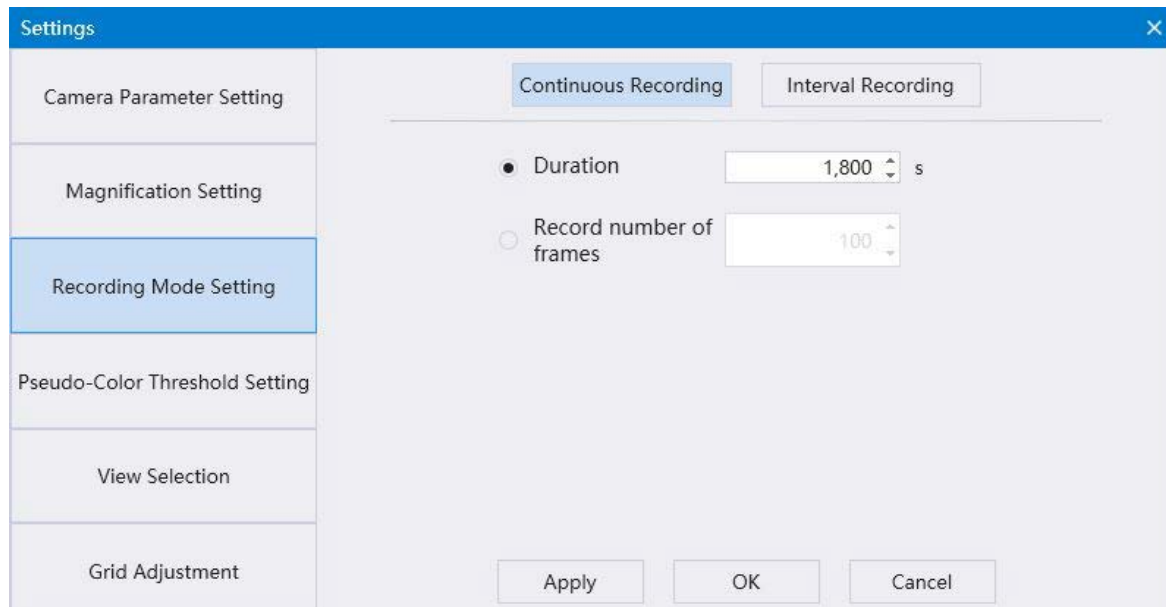 Settings
Camera Parameter Setting
Magnification Setting
Recording Mode Setting
Pseudo-Color Threshold Setting
View Selection
Grid Adjustment
Continuous Recording
Interval Recording
Duration
1,800
s
Record number of
frames
100
Apply
OK
Cancel